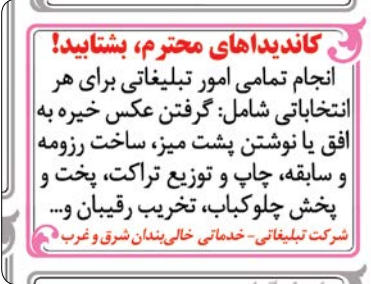 کاندیداهای محترم، بشتابید!
انجام تمامی امور تبلیغاتی برای هر
انتخاباتی شامل: گرفتن عکس خیره به
افق یا نوشتن پشت میز، ساخت رزومه
و سابقه، چاپ و توزیع تراکت، پخت و
پخش چلوکباب، تخریب رقیبان و...
شرکت تبلیغاتی- خدماتی خالی‌بندان شرق و غرب